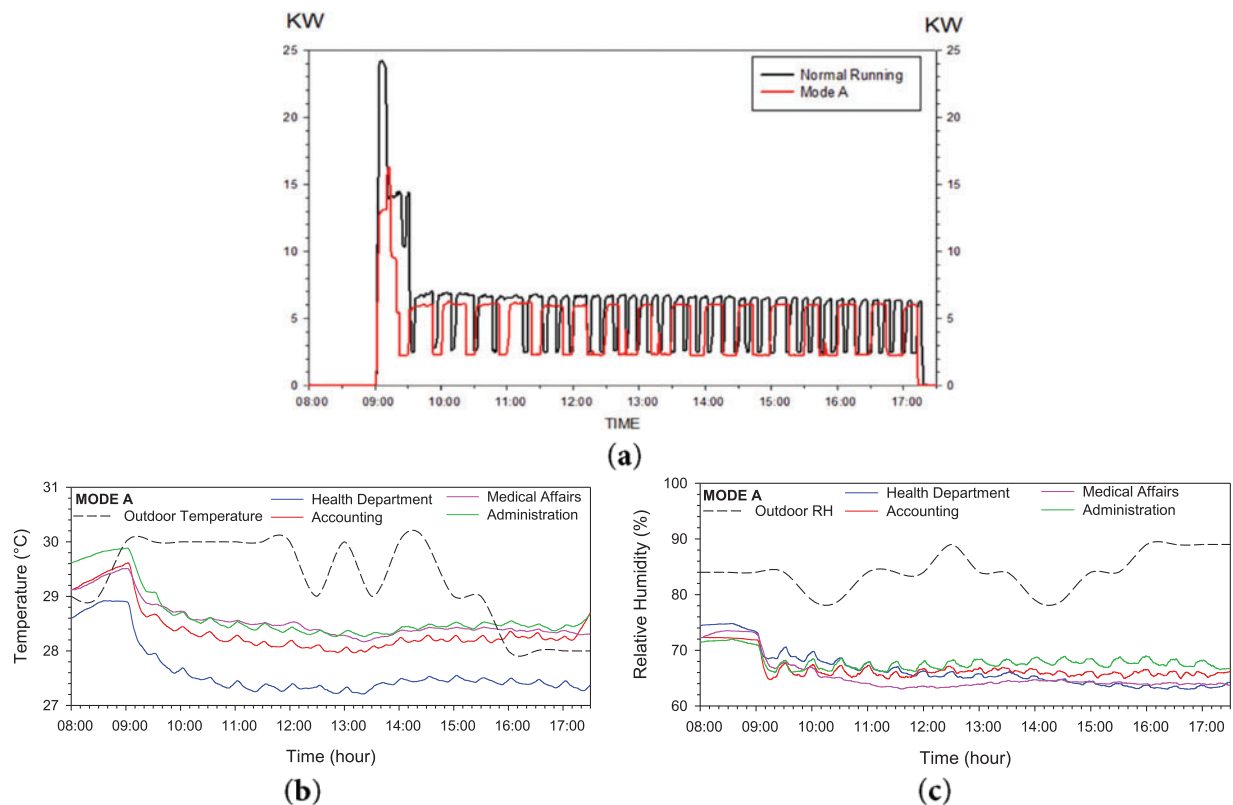 KW KW
25 25
Normal Running
Mode A
20 20
15 15
10 10
5 5
0 0
08:00 09:00 10:00 11:00 12:00 13:00 14:00 15:00 16:00 17:00
TIME
(a)
31
MODE A Health Department Medical Affairs
Outdoor Temperature Accounting Administration
30
29
28
27
Temperature (°C)
08:00 09:00 10:00 11:00 12:00 13:00 14:00 15:00 16:00 17:00
Time (hour)
(b)
100
MODE A Health Department Medical Affairs
Outdoor RH Accounting Administration
90
80
70
60
Relative Humidity (%)
08:00 09:00 10:00 11:00 12:00 13:00 14:00 15:00 16:00 17:00
Time (hour)
(c)